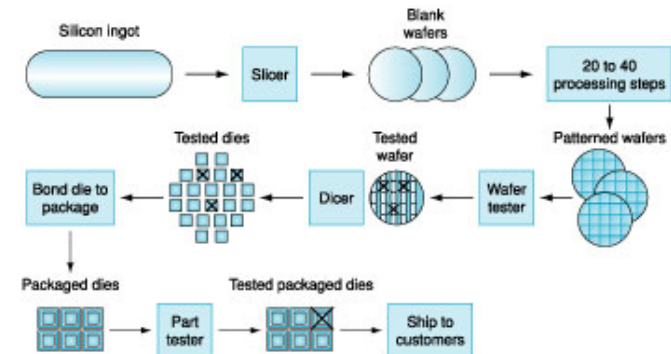 Silicon ingot
Slicer
Blank
wafers
20 to 40
processing steps
Patterned wafers
Wafer
tester
Tested
wafer
Dicer
Tested dies
Bond die to
package
Packaged dies
Part
tester
Tested packaged dies
Ship to
customers